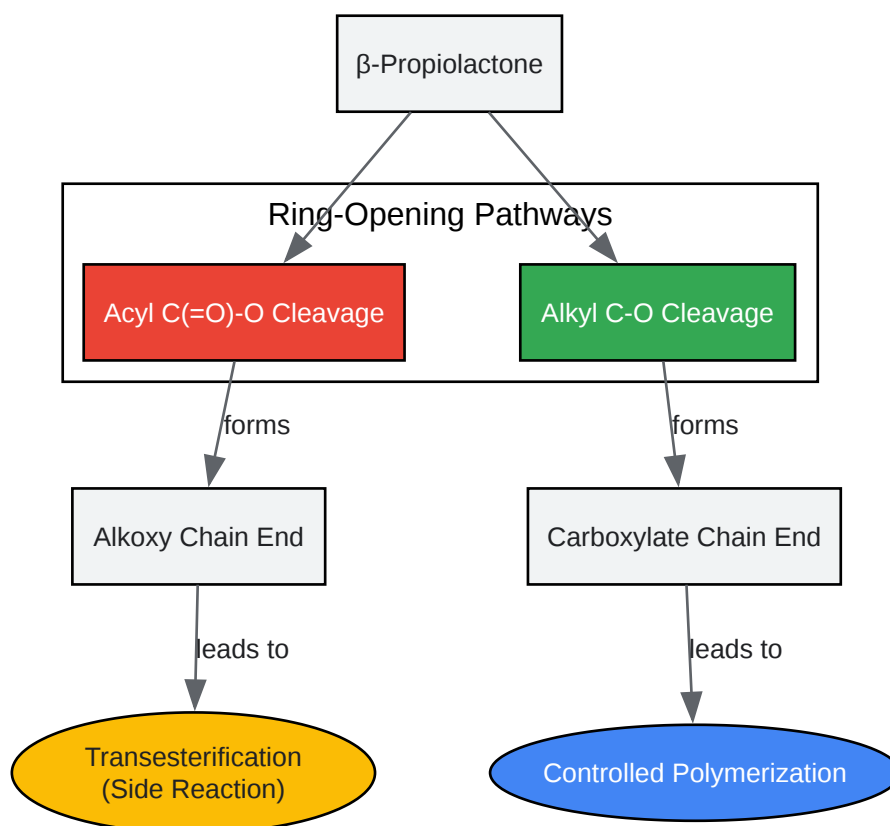 β-Propiolactone
Ring-Opening Pathways
Acyl C(=O)-O Cleavage
Alkyl C-O Cleavage
forms
forms
Alkoxy Chain End
Carboxylate Chain End
leads to
leads to
Transesterification
(Side Reaction)
Controlled Polymerization